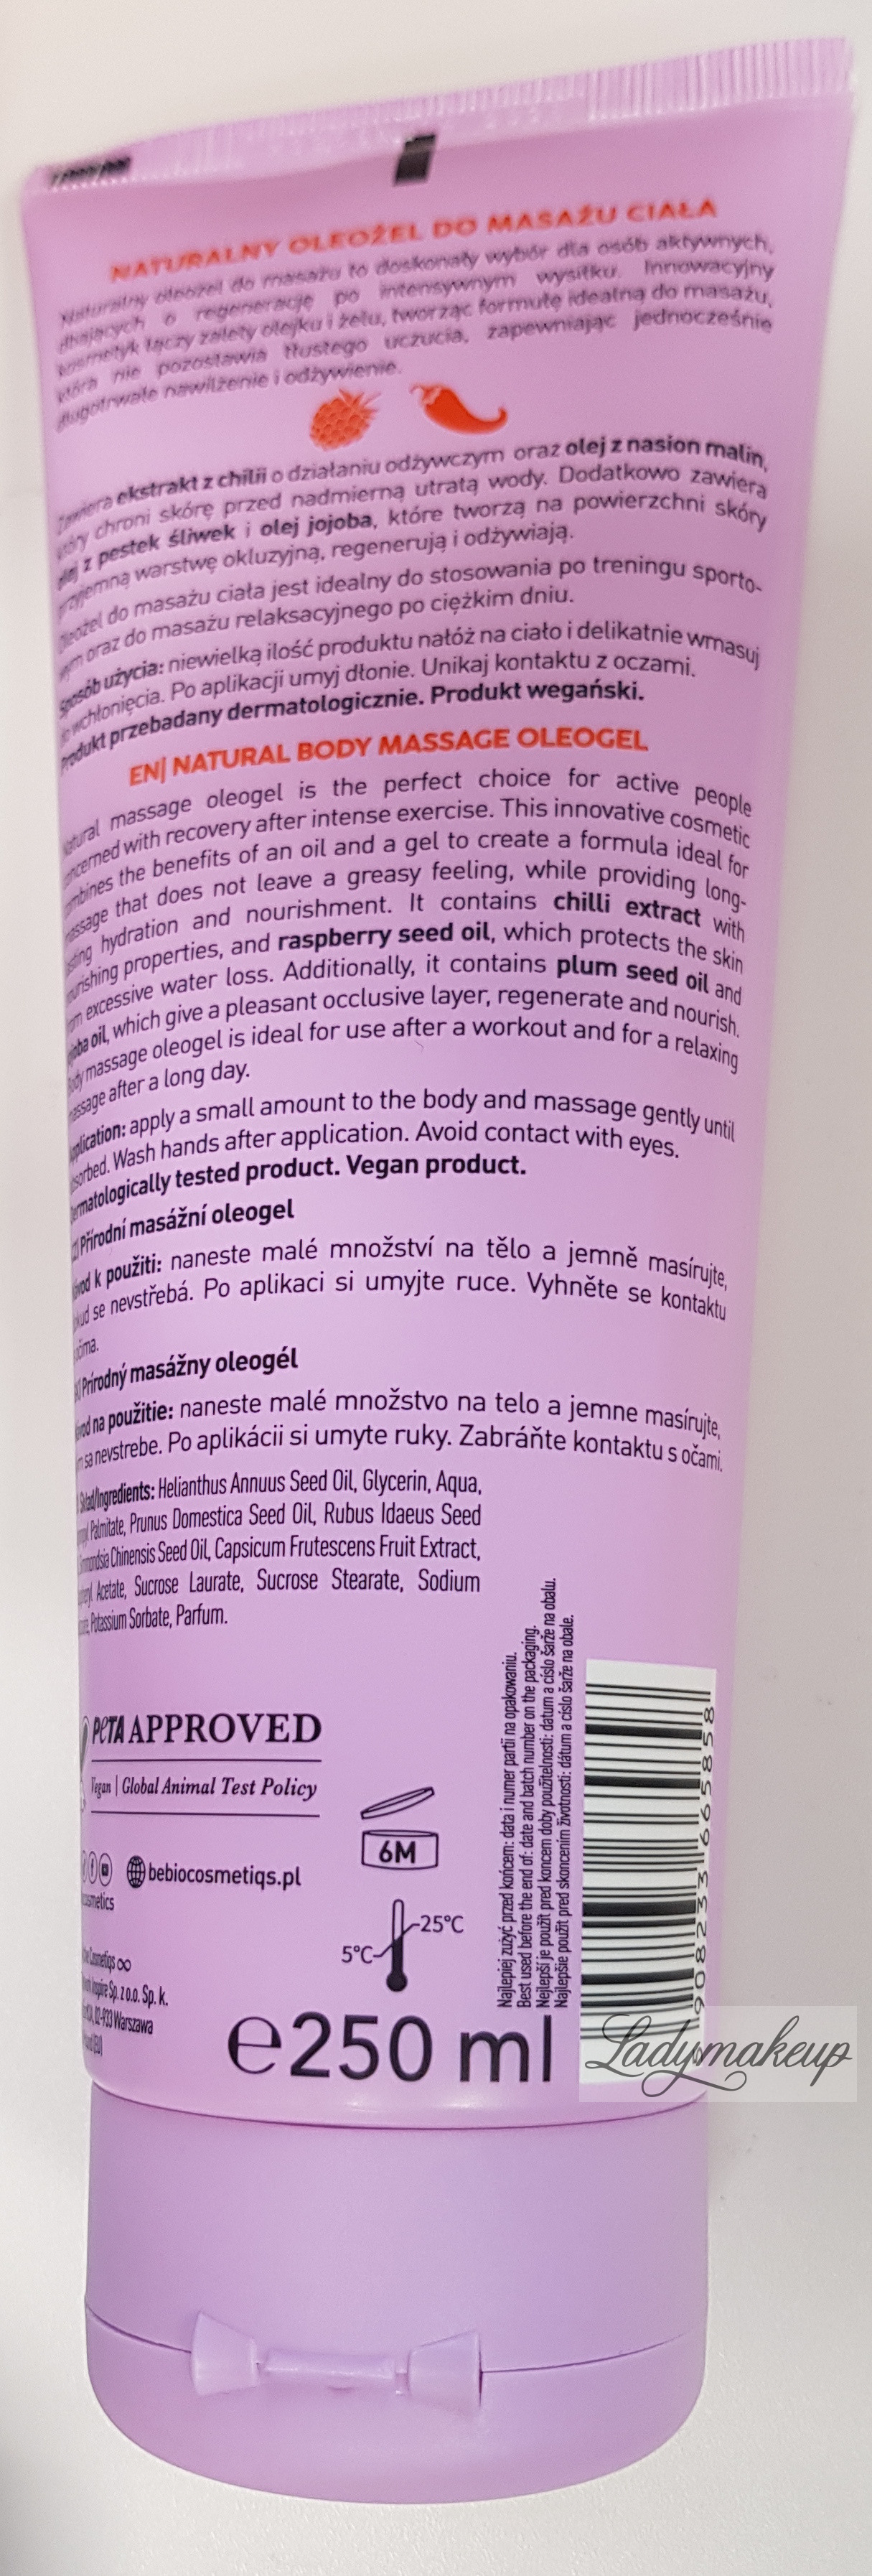 NATURALNY OLEOŻEL DO MASAŻU CIAŁA
Naturalny oleożel do masażu to doskonały wybór dla osób aktywnych,
dbających o regenerację po intensywnym wysiłku. Innowacyjny
kosmetyk łączy zalety olejku i żelu, tworząc formułę idealną do masażu,
która nie pozostawia tłustego uczucia, zapewniając jednocześnie
długotrwałe nawilżenie i odżywienie.
Zawiera ekstrakt z chilii o działaniu odżywczym oraz olej z nasion malin,
który chroni skórę przed nadmierną utratą wody. Dodatkowo zawiera
olej z pestek śliwek i olej jojoba, które tworzą na powierzchni skóry
przyjemną warstwę okluzyjną, regenerują i odżywiają.
Oleożel do masażu ciała jest idealny do stosowania po treningu sporto-
wym oraz do masażu relaksacyjnego po ciężkim dniu.
Sposób użycia: niewielką ilość produktu nałóż na ciało i delikatnie wmasuj
wchłonięcia. Po aplikacji umyj dłonie. Unikaj kontaktu z oczami.
Produkt przebadany dermatologicznie. Produkt wegański.
EN| NATURAL BODY MASSAGE OLEOGEL
Natural massage oleogel is the perfect choice for active people
concerned with recovery after intense exercise. This innovative cosmetic
combines the benefits of an oil and a gel to create a formula ideal for
massage that does not leave a greasy feeling, while providing long-
lasting hydration and nourishment. It contains chilli extract with
nourishing properties, and raspberry seed oil, which protects the skin
from excessive water loss. Additionally, it contains plum seed oil and
jojoba oil, which give a pleasant occlusive layer, regenerate and nourish.
Body massage oleogel is ideal for use after a workout and for a relaxing
massage after a long day.
Application: apply a small amount to the body and massage gently until
absorbed. Wash hands after application. Avoid contact with eyes.
Dermatologically tested product. Vegan product.
Přírodní masážní oleogel
Návod k použiti: naneste malé množství na tělo a jemně masírujte,
se nevstřebá. Po aplikaci si umyjte ruce. Vyhněte se kontaktu
očima.
Prírodný masážny oleogél
Návod na použitie: naneste malé množstvo na telo a jemne masírujte,
sa nevstrebe. Po aplikácii si umyte ruky. Zabráňte kontaktu s očami.
Skład/Ingredients: Helianthus Annuus Seed Oil, Glycerin, Aqua,
Palmitate, Prunus Domestica Seed Oil, Rubus Idaeus Seed
Simmondsia Chinensis Seed Oil, Capsicum Frutescens Fruit Extract,
Acetate, Sucrose Laurate, Sucrose Stearate, Sodium
Potassium Sorbate, Parfum.
PETA APPROVED
Vegan | Global Animal Test Policy
bebiocosmetiqs.pl
6M
25°C
5°C
Sp. z o.o. Sp. k.
02-933 Warszawa
e250 ml
Najlepiej zużyć przed końcem: data i numer partii na opakowaniu.
Best used before the end of: date and batch number on the packaging.
Nejlepší je použít pred koncem doby použitelnosti: datum a císlo šarže na obalu.
Najlepšie použít pred skoncením životnosti: dátum a císlo šarže na obale.
908233 665858
Ladymakeup